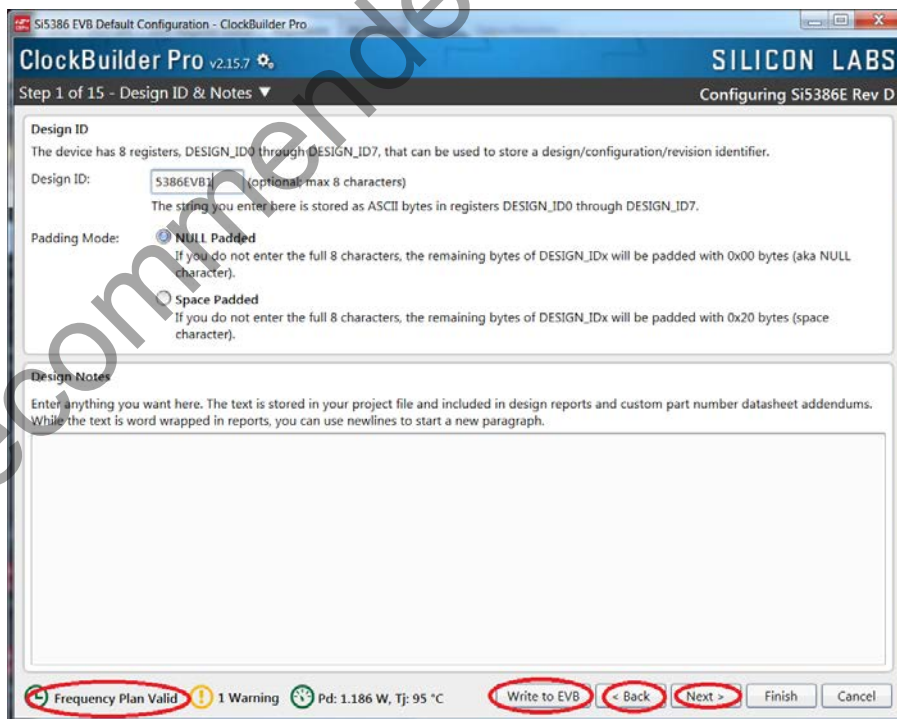 Si5386 EVB Default Configuration - ClockBuilder Pro
ClockBuilder Pro v2.15.7
SILICON LABS
Step 1 of 15 - Design ID & Notes ▼
Configuring Si5386E Rev D
Design ID
The device has 8 registers, DESIGN_ID0 through DESIGN_ID7, that can be used to store a design/configuration/revision identifier.
Design ID: 5386EVB1 (optional; max 8 characters)
The string you enter here is stored as ASCII bytes in registers DESIGN_ID0 through DESIGN_ID7.
Padding Mode: NULL Padded
If you do not enter the full 8 characters, the remaining bytes of DESIGN_IDx will be padded with 0x00 bytes (aka NULL
character).
Space Padded
If you do not enter the full 8 characters, the remaining bytes of DESIGN_IDx will be padded with 0x20 bytes (space
character).
Design Notes
Enter anything you want here. The text is stored in your project file and included in design reports and custom part number datasheet addendums.
While the text is word wrapped in reports, you can use newlines to start a new paragraph.
Frequency Plan Valid
1 Warning
Pd: 1.186 W, Tj: 95 °C
Write to EVB
< Back
Next >
Finish
Cancel
ecommende